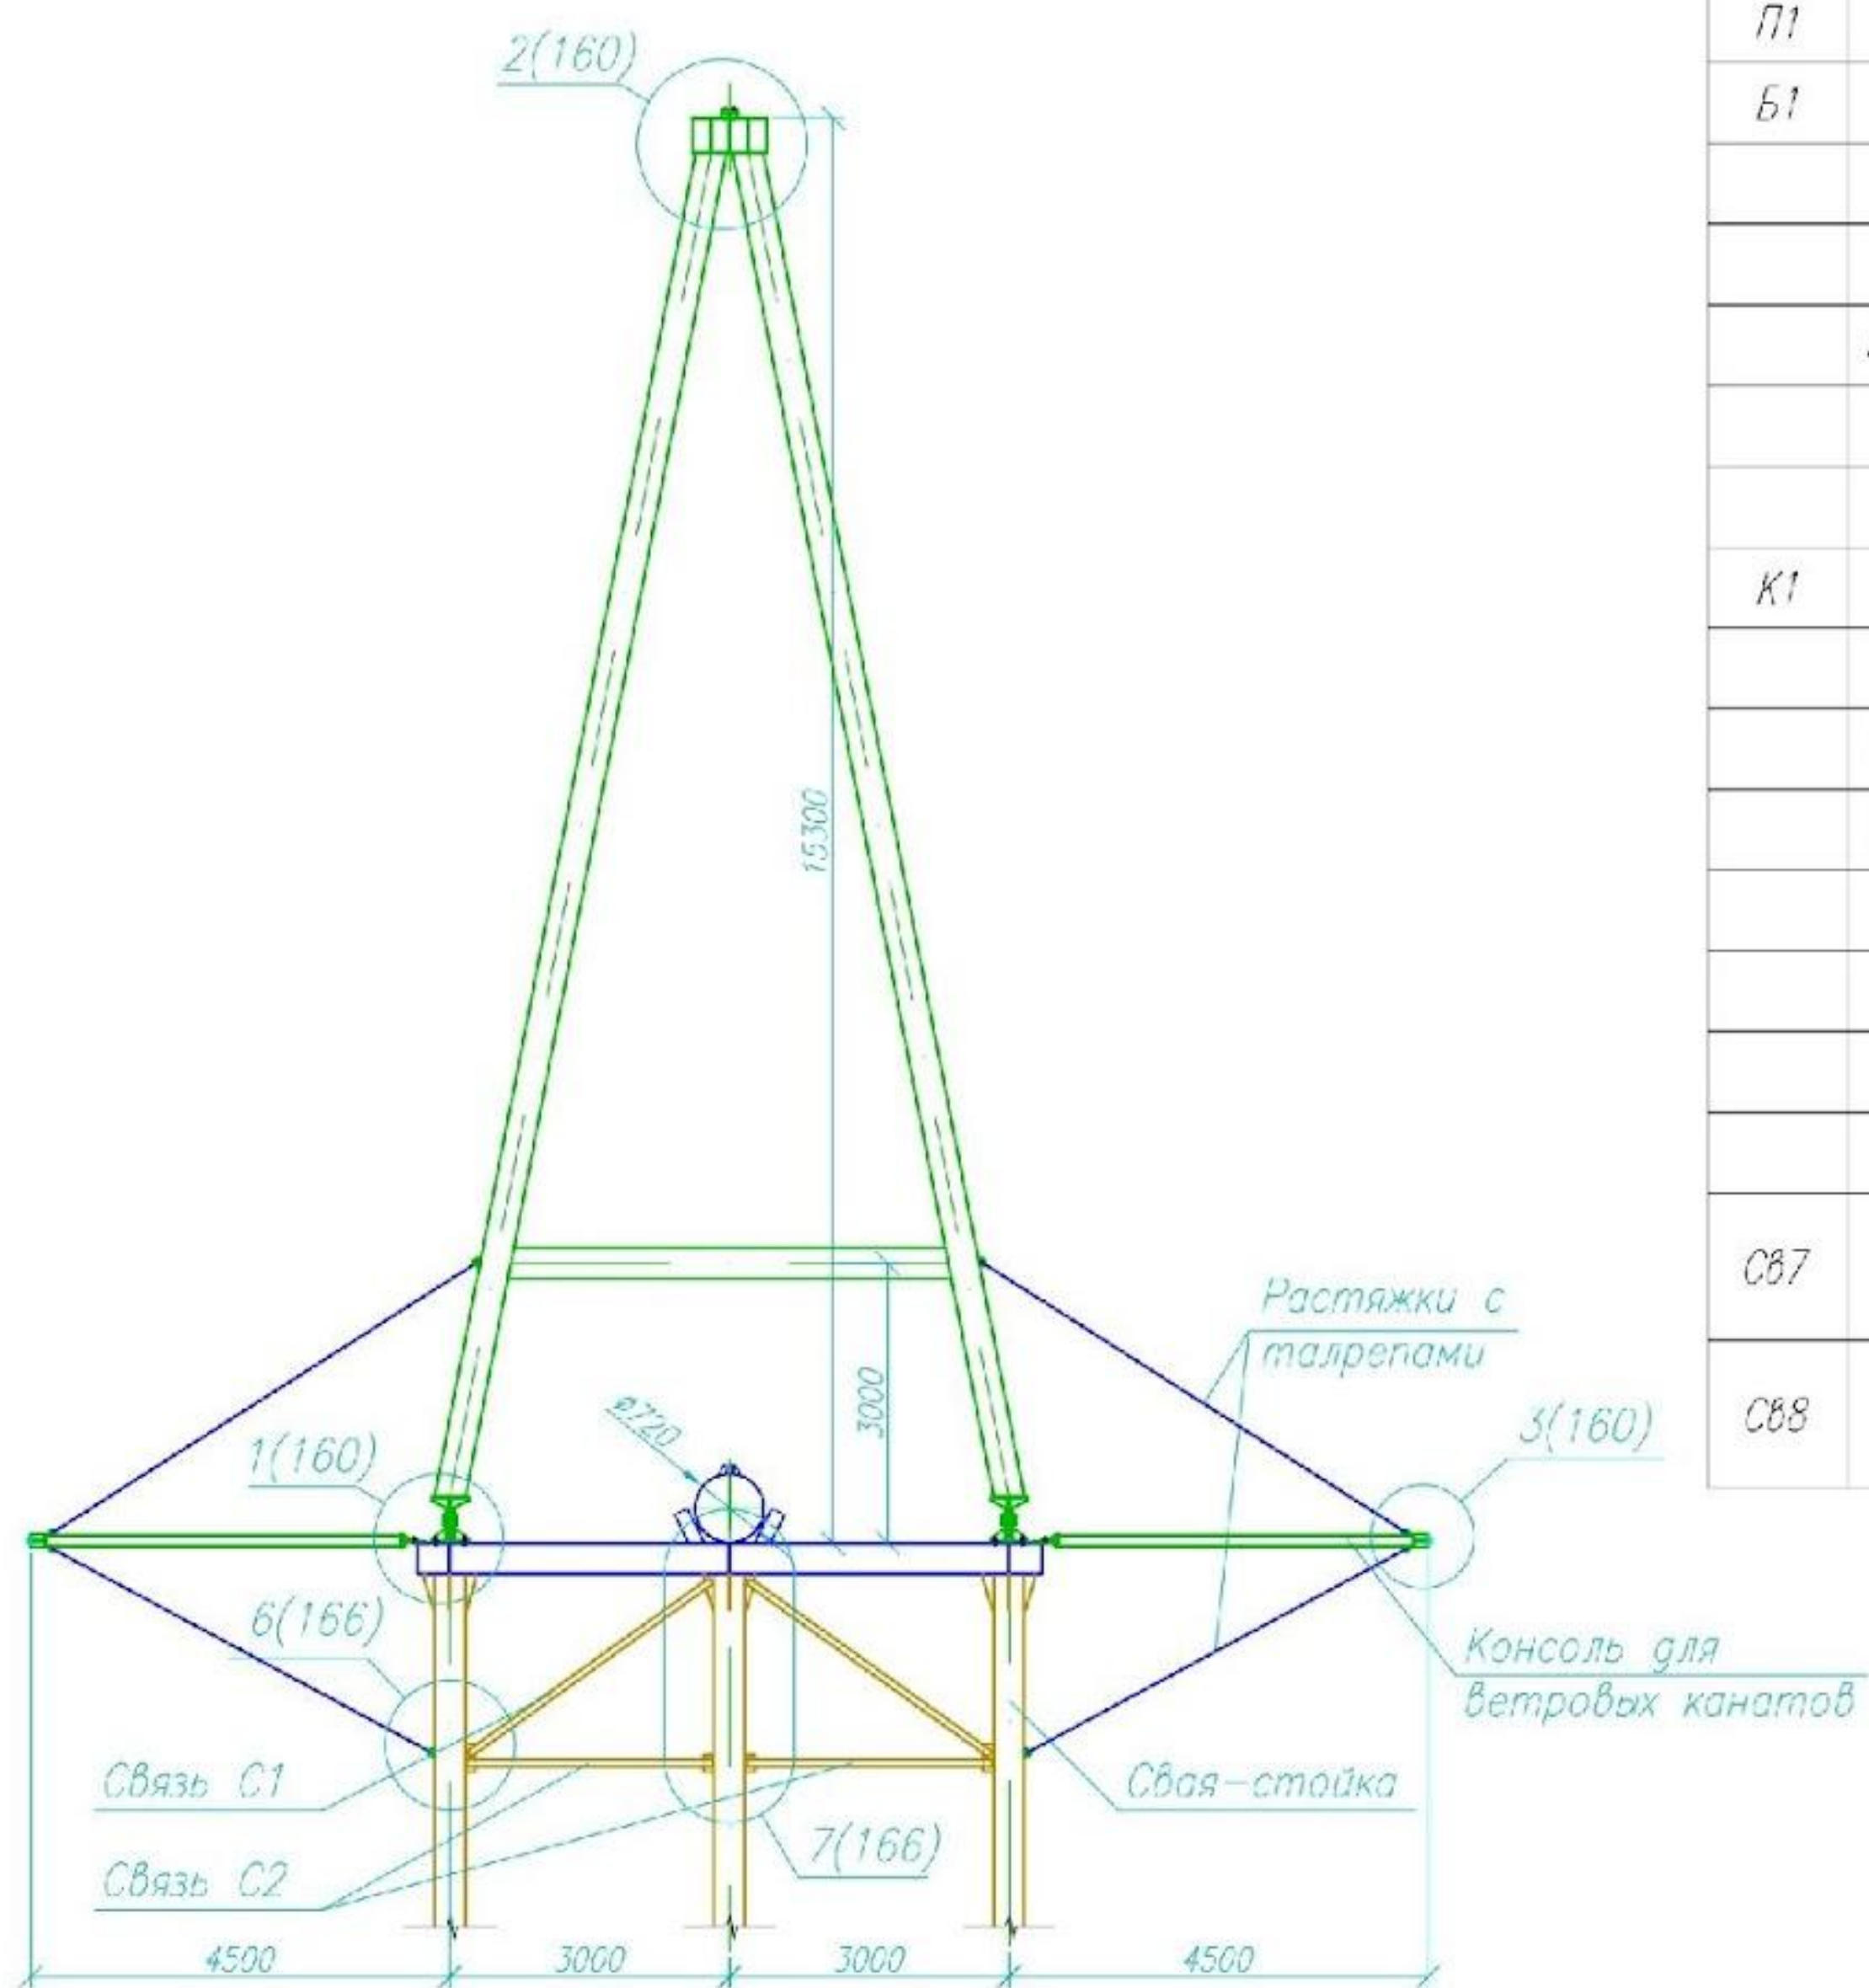 2(160)
15300
3000
Растяжки с
талрепами
ø720
1(160)
3(160)
6(166)
Консоль для
ветровых канатов
Связь С1
Свая-стойка
7(166)
Связь С2
4500
3000
3000
4500
П1
Б1
К1
Св7
Св8